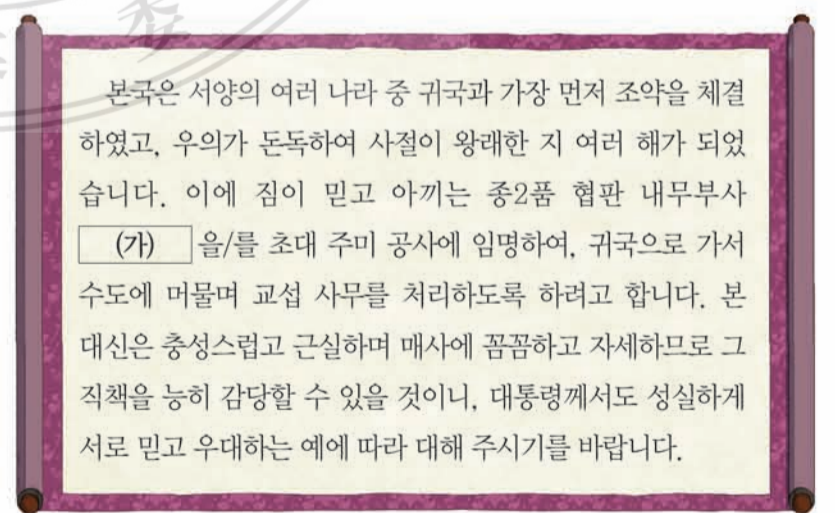 본국은 서양의 여러 나라 중 귀국과 가장 먼저 조약을 체결
하였고, 우의가 돈독하여 사절이 왕래한 지 여러 해가 되었
습니다. 이에 짐이 믿고 아끼는 종2품 협판 내무부사
(가) 을/를 초대 주미 공사에 임명하여, 귀국으로 가서
수도에 머물며 교섭 사무를 처리하도록 하려고 합니다. 본
대신은 충성스럽고 근실하며 매사에 꼼꼼하고 자세하므로 그
직책을 능히 감당할 수 있을 것이니, 대통령께서도 성실하게
서로 믿고 우대하는 예에 따라 대해 주시기를 바랍니다.